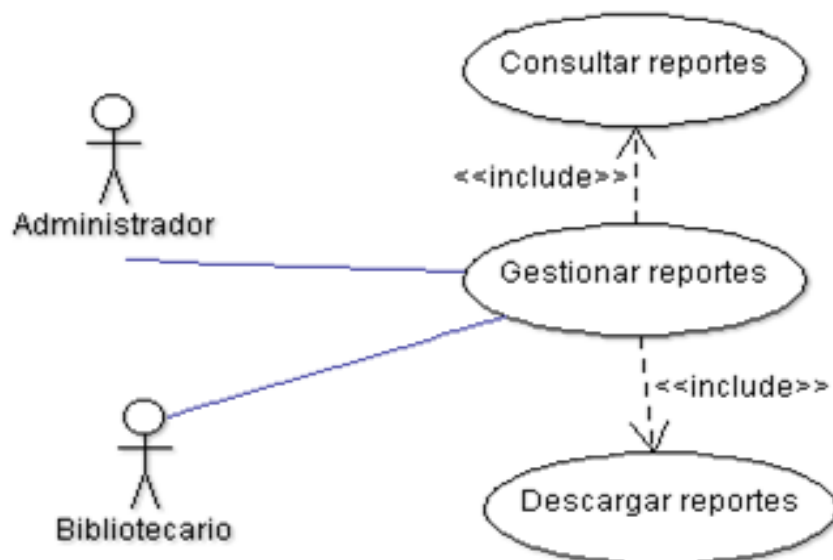 Consultar reportes
<<include>>
Administrador
Gestionar reportes
<<include>>
Bibliotecario
Descargar reportes